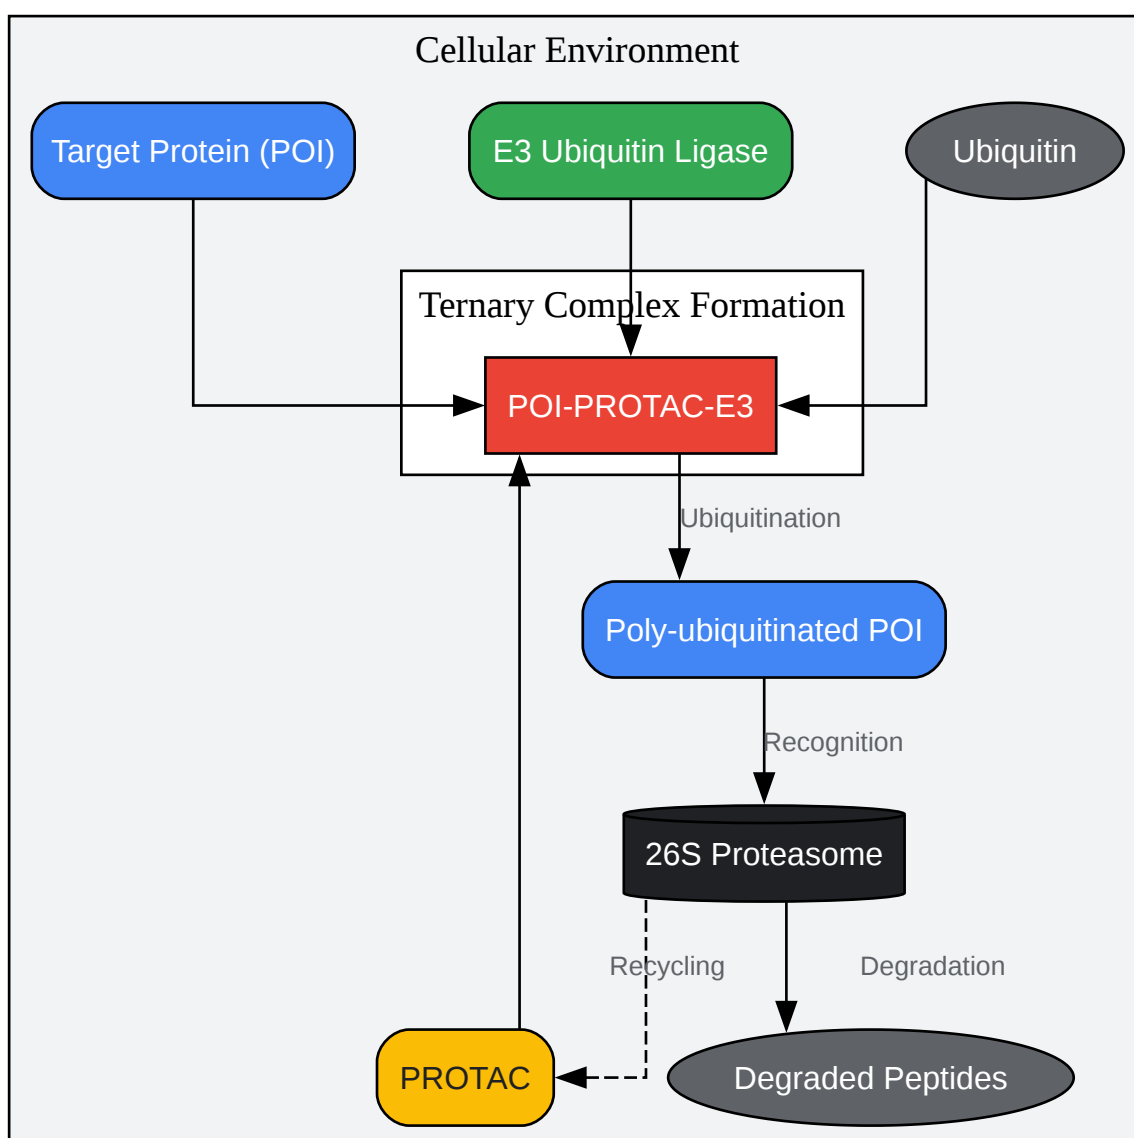 Cellular Environment
Target Protein (POI)
E3 Ubiquitin Ligase
Ubiquitin
Ternary Complex Formation
POI-PROTAC-E3
Ubiquitination
Poly-ubiquitinated POI
Recognition
26S Proteasome
Recycling
Degradation
PROTAC
Degraded Peptides